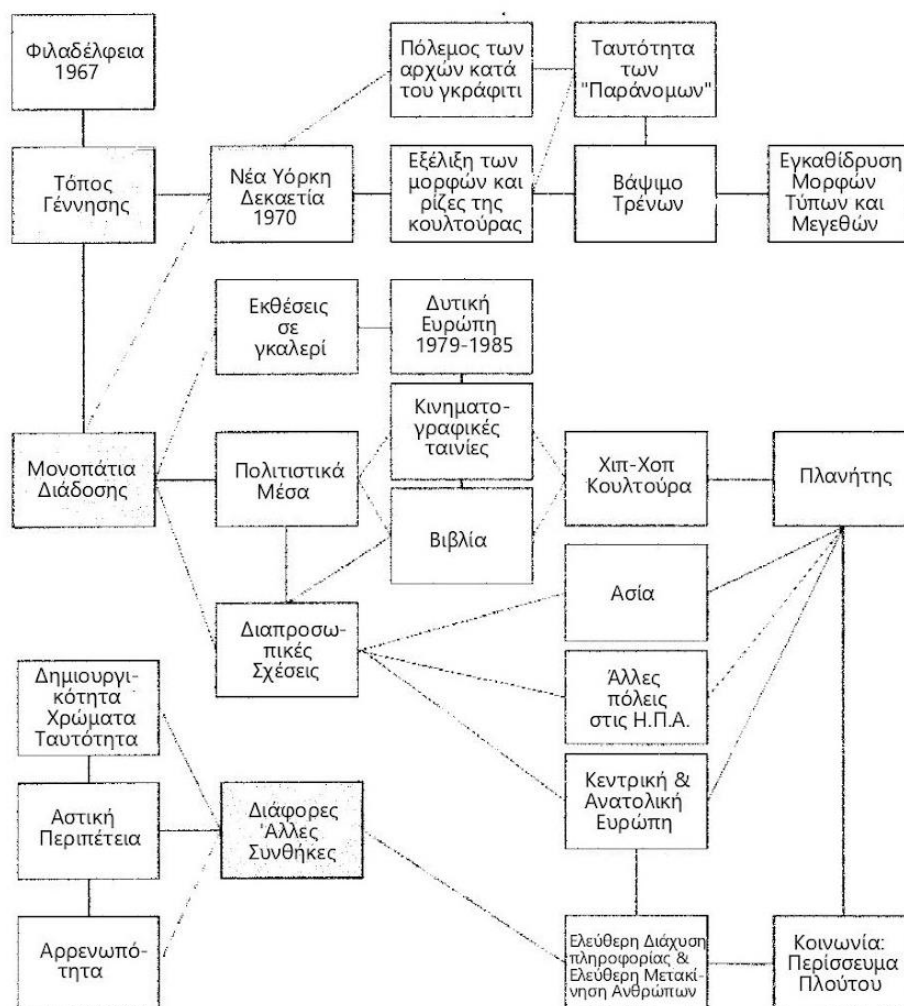 Φιλαδέλφεια
1967
Πόλεμος των
αρχών κατά
του γκράφιτι
Ταυτότητα
των
"Παράνομων"
Τόπος
Γέννησης
Νέα Υόρκη
Δεκαετία
1970
Εξέλιξη των
μορφών και
ρίζες της
κουλτούρας
Βάψιμο
Τρένων
Εγκαθίδρυση
Μορφών
Τύπων και
Μεγεθών
Εκθέσεις
σε
γκαλερί
Δυτική
Ευρώπη
1979-1985
Μονοπάτια
Διάδοσης
Πολιτιστικά
Μέσα
Κινηματο-
γραφικές
ταινίες
Βιβλία
Χιπ-Χοπ
Κουλτούρα
Πλανήτης
Διαπροσω-
πικές
Σχέσεις
Ασία
Άλλες
πόλεις
στις Η.Π.Α.
Κεντρική &
Ανατολική
Ευρώπη
Δημιουργι-
κότητα
Χρώματα
Ταυτότητα
Αστική
Περιπέτεια
Αρρενωπό-
τητα
Διάφορες
'Αλλες
Συνθήκες
Ελεύθερη Διάχυση
πληροφορίας &
Ελεύθερη Μετακί-
νηση Ανθρώπων
Κοινωνία:
Περίσσευμα
Πλούτου